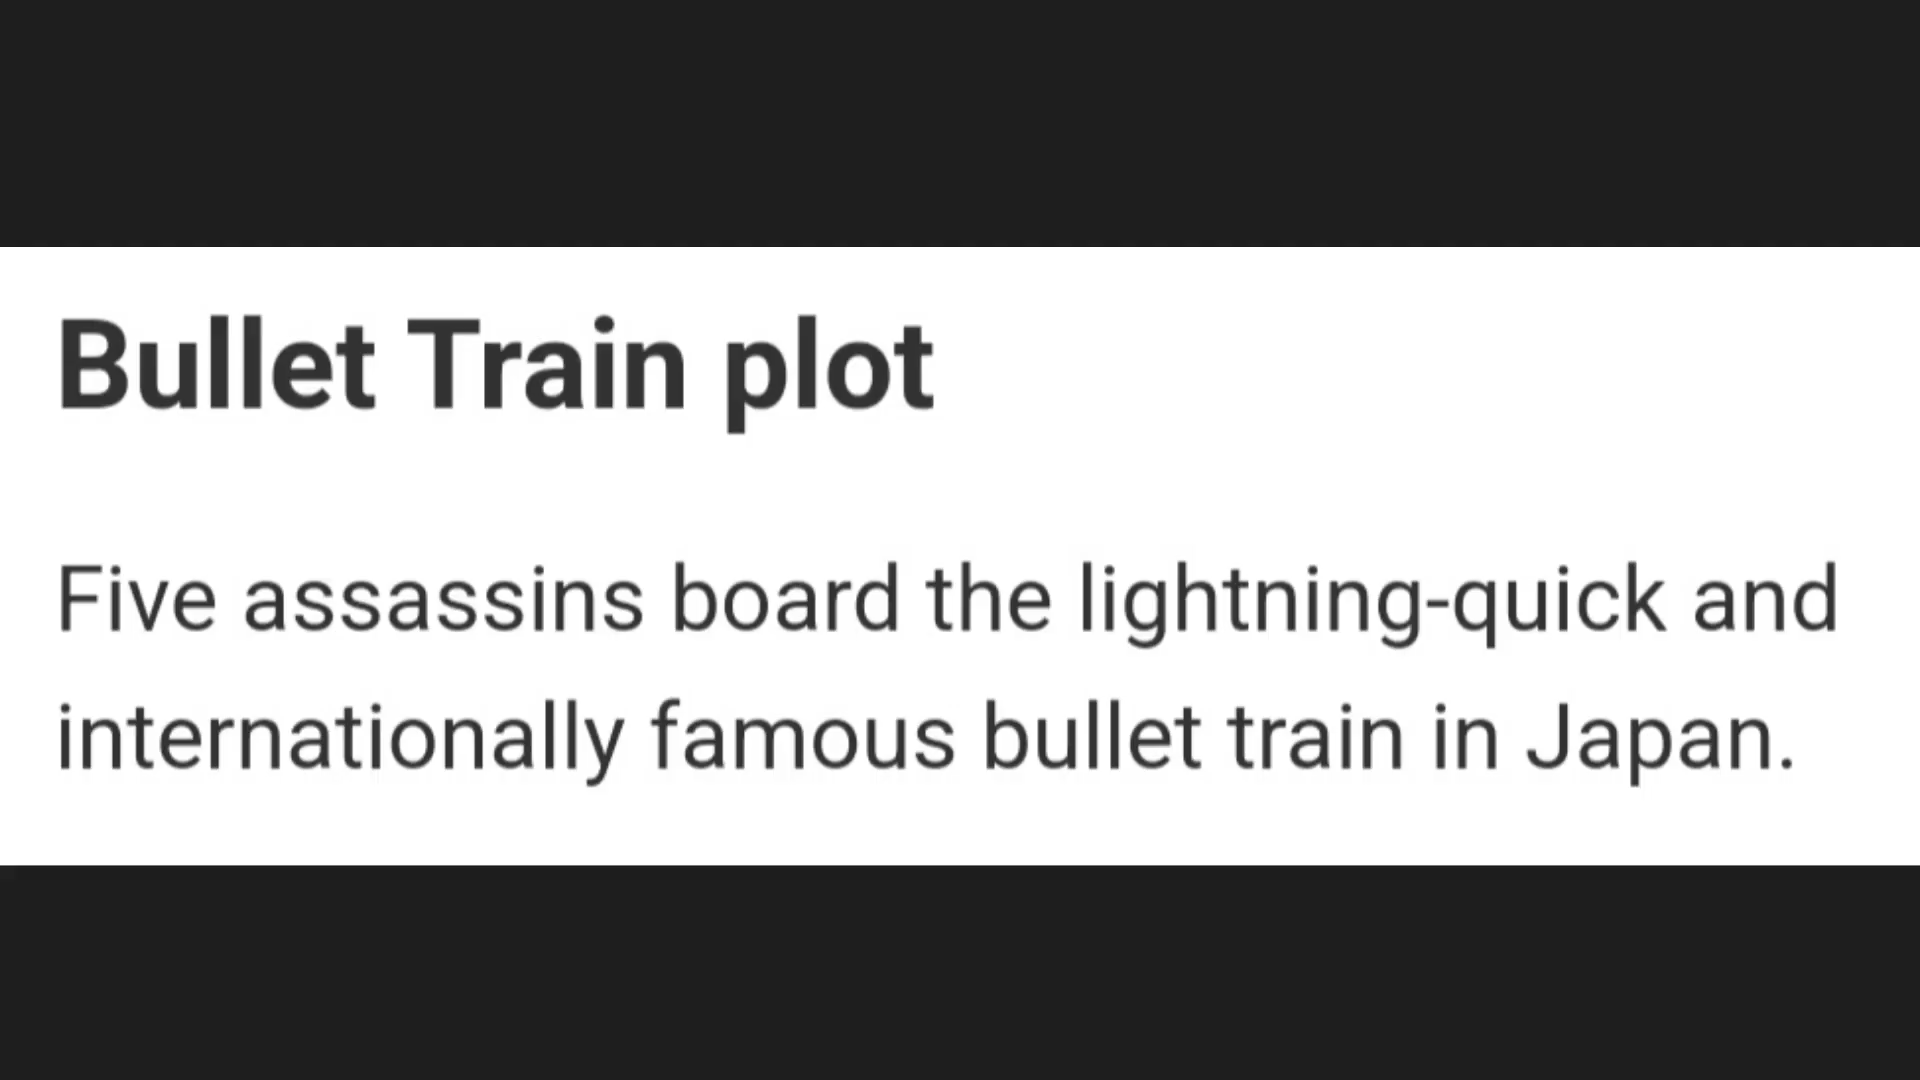 Bullet Train plot
Five assassins board the lightning-quick and
internationally famous bullet train in Japan.